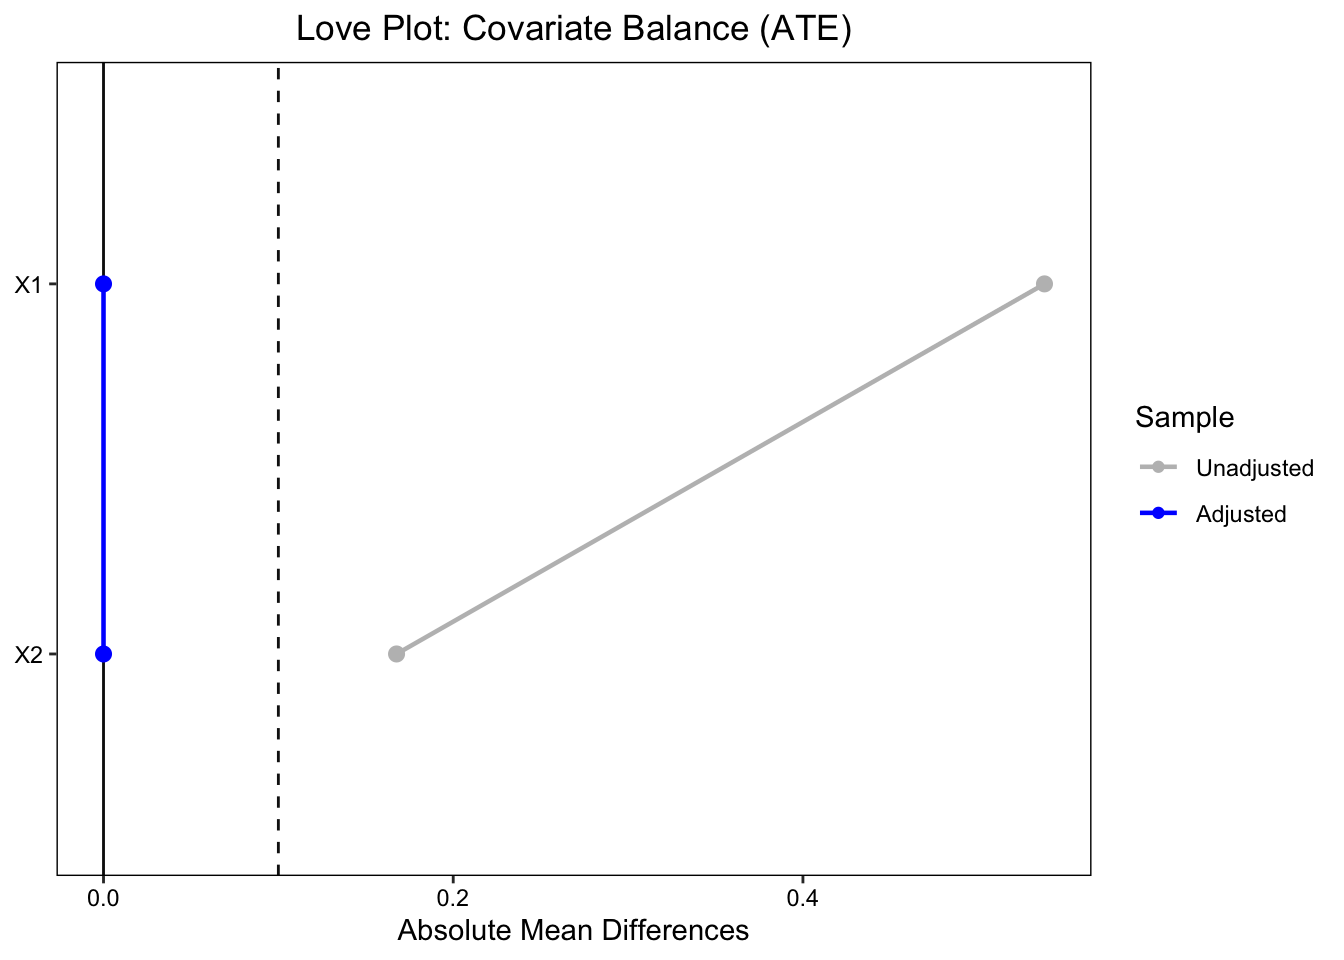 Love Plot: Covariate Balance (ATE)
X1
X2
0.0 0.2 0.4
Absolute Mean Differences
Sample
Unadjusted
Adjusted